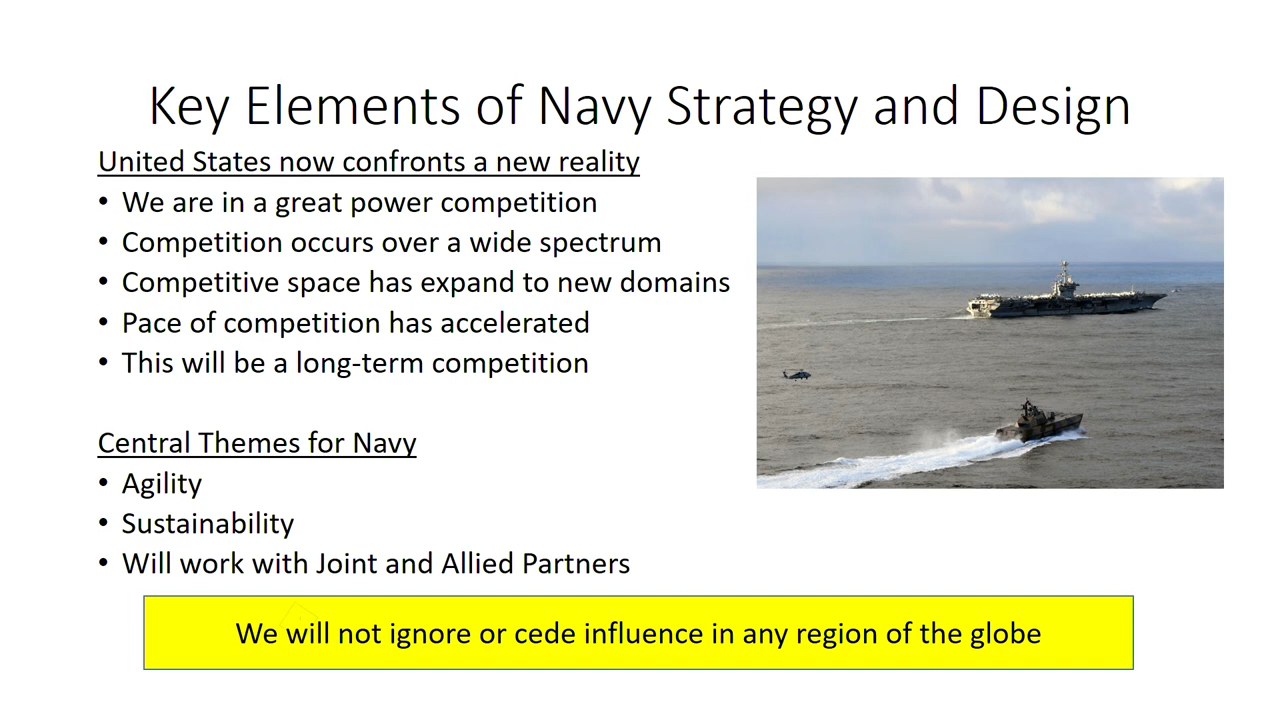 Key Elements of Navy Strategy and Design
United States now confronts a new reality
• We are in a great power competition
• Competition occurs over a wide spectrum
• Competitive space has expand to new domains
• Pace of competition has accelerated
• This will be a long-term competition
Central Themes for Navy
• Agility
• Sustainability
• Will work with Joint and Allied Partners
We will not ignore or cede influence in any region of the globe